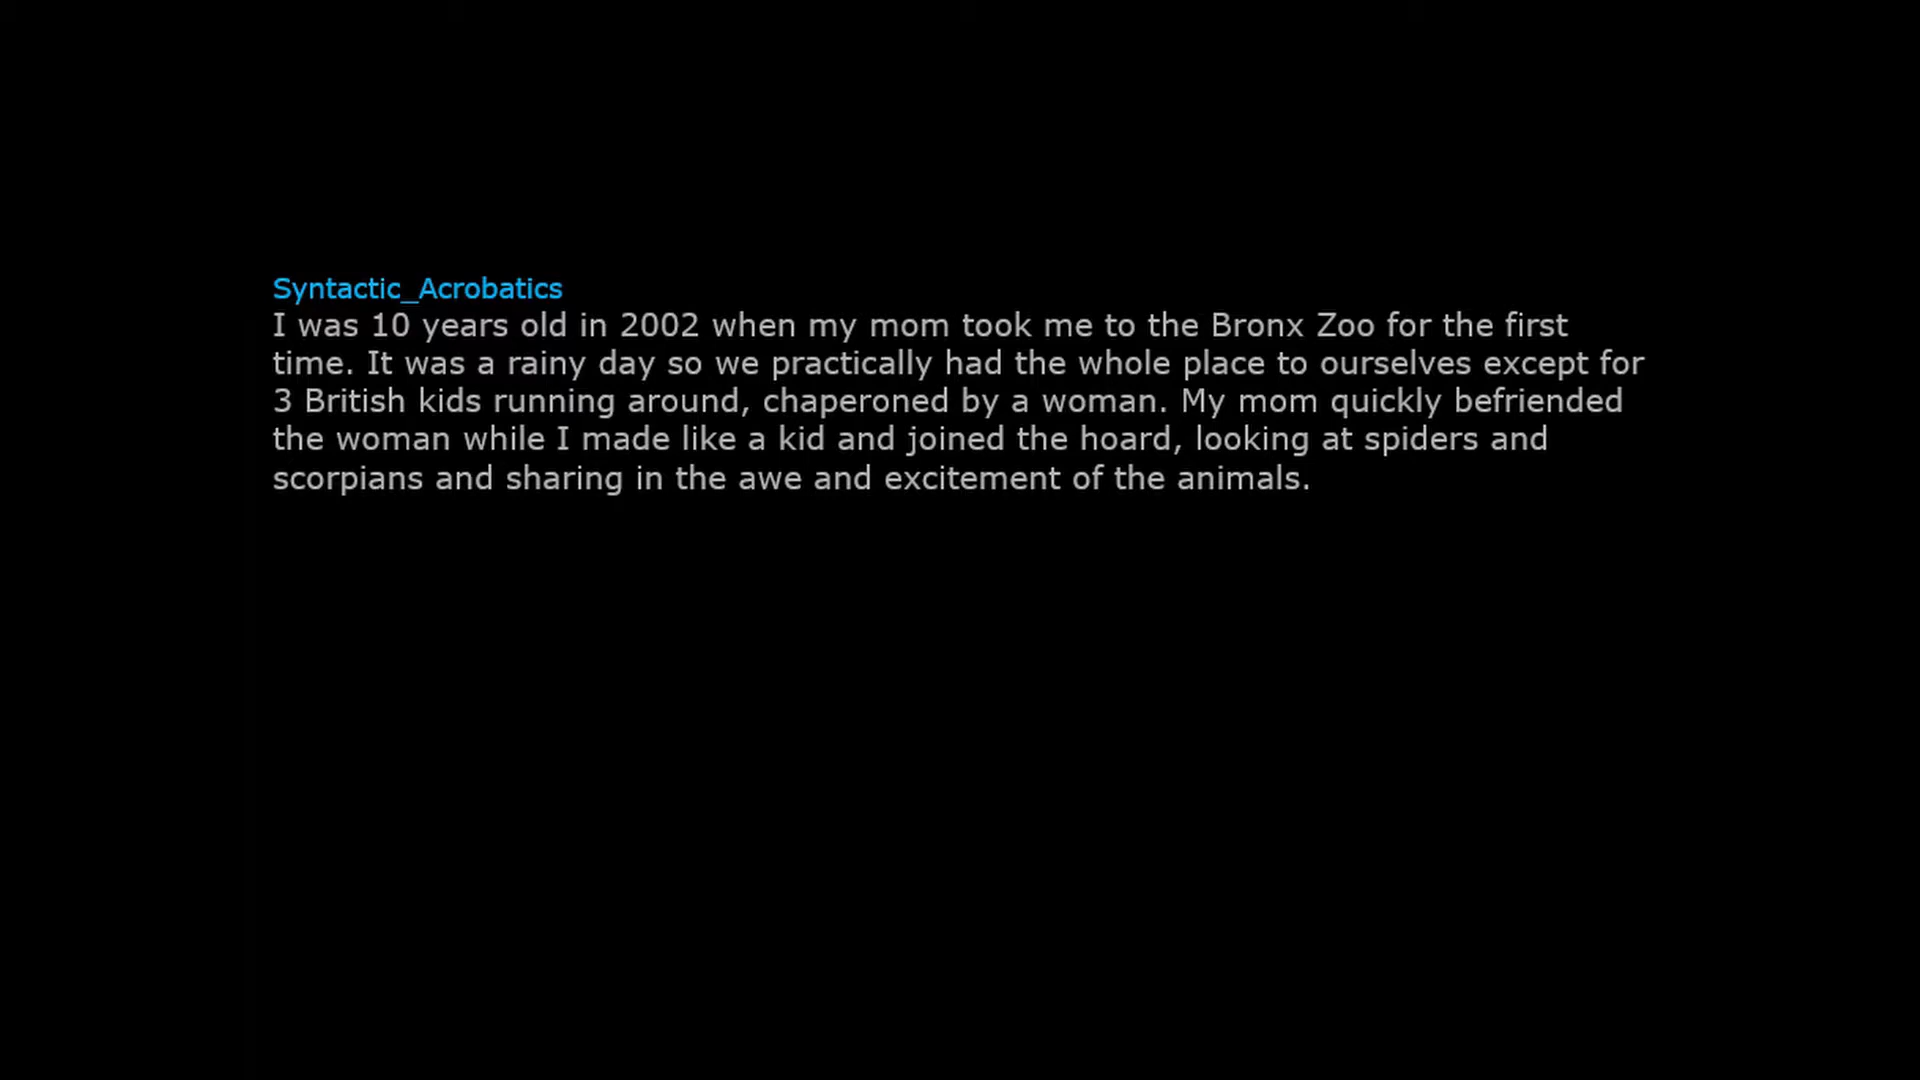 Syntactic_Acrobatics
I was 10 years old in 2002 when my mom took me to the Bronx Zoo for the first
time. It was a rainy day so we practically had the whole place to ourselves except for
3 British kids running around, chaperoned by a woman. My mom quickly befriended
the woman while I made like a kid and joined the hoard, looking at spiders and
scorpians and sharing in the awe and excitement of the animals.